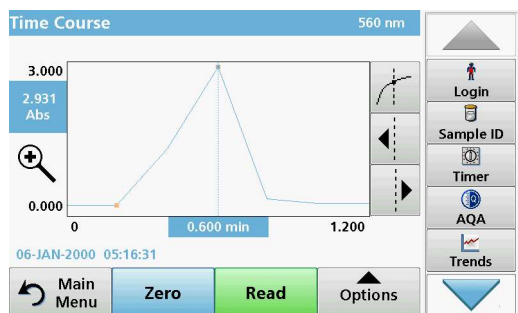 Time Course 560 nm
3.000
2.931
Abs
0.000
0 0.600 min 1.200
06-JAN-2000 05:16:31
Main
Menu
Zero
Read
Options
Login
Sample ID
Timer
AQA
Trends